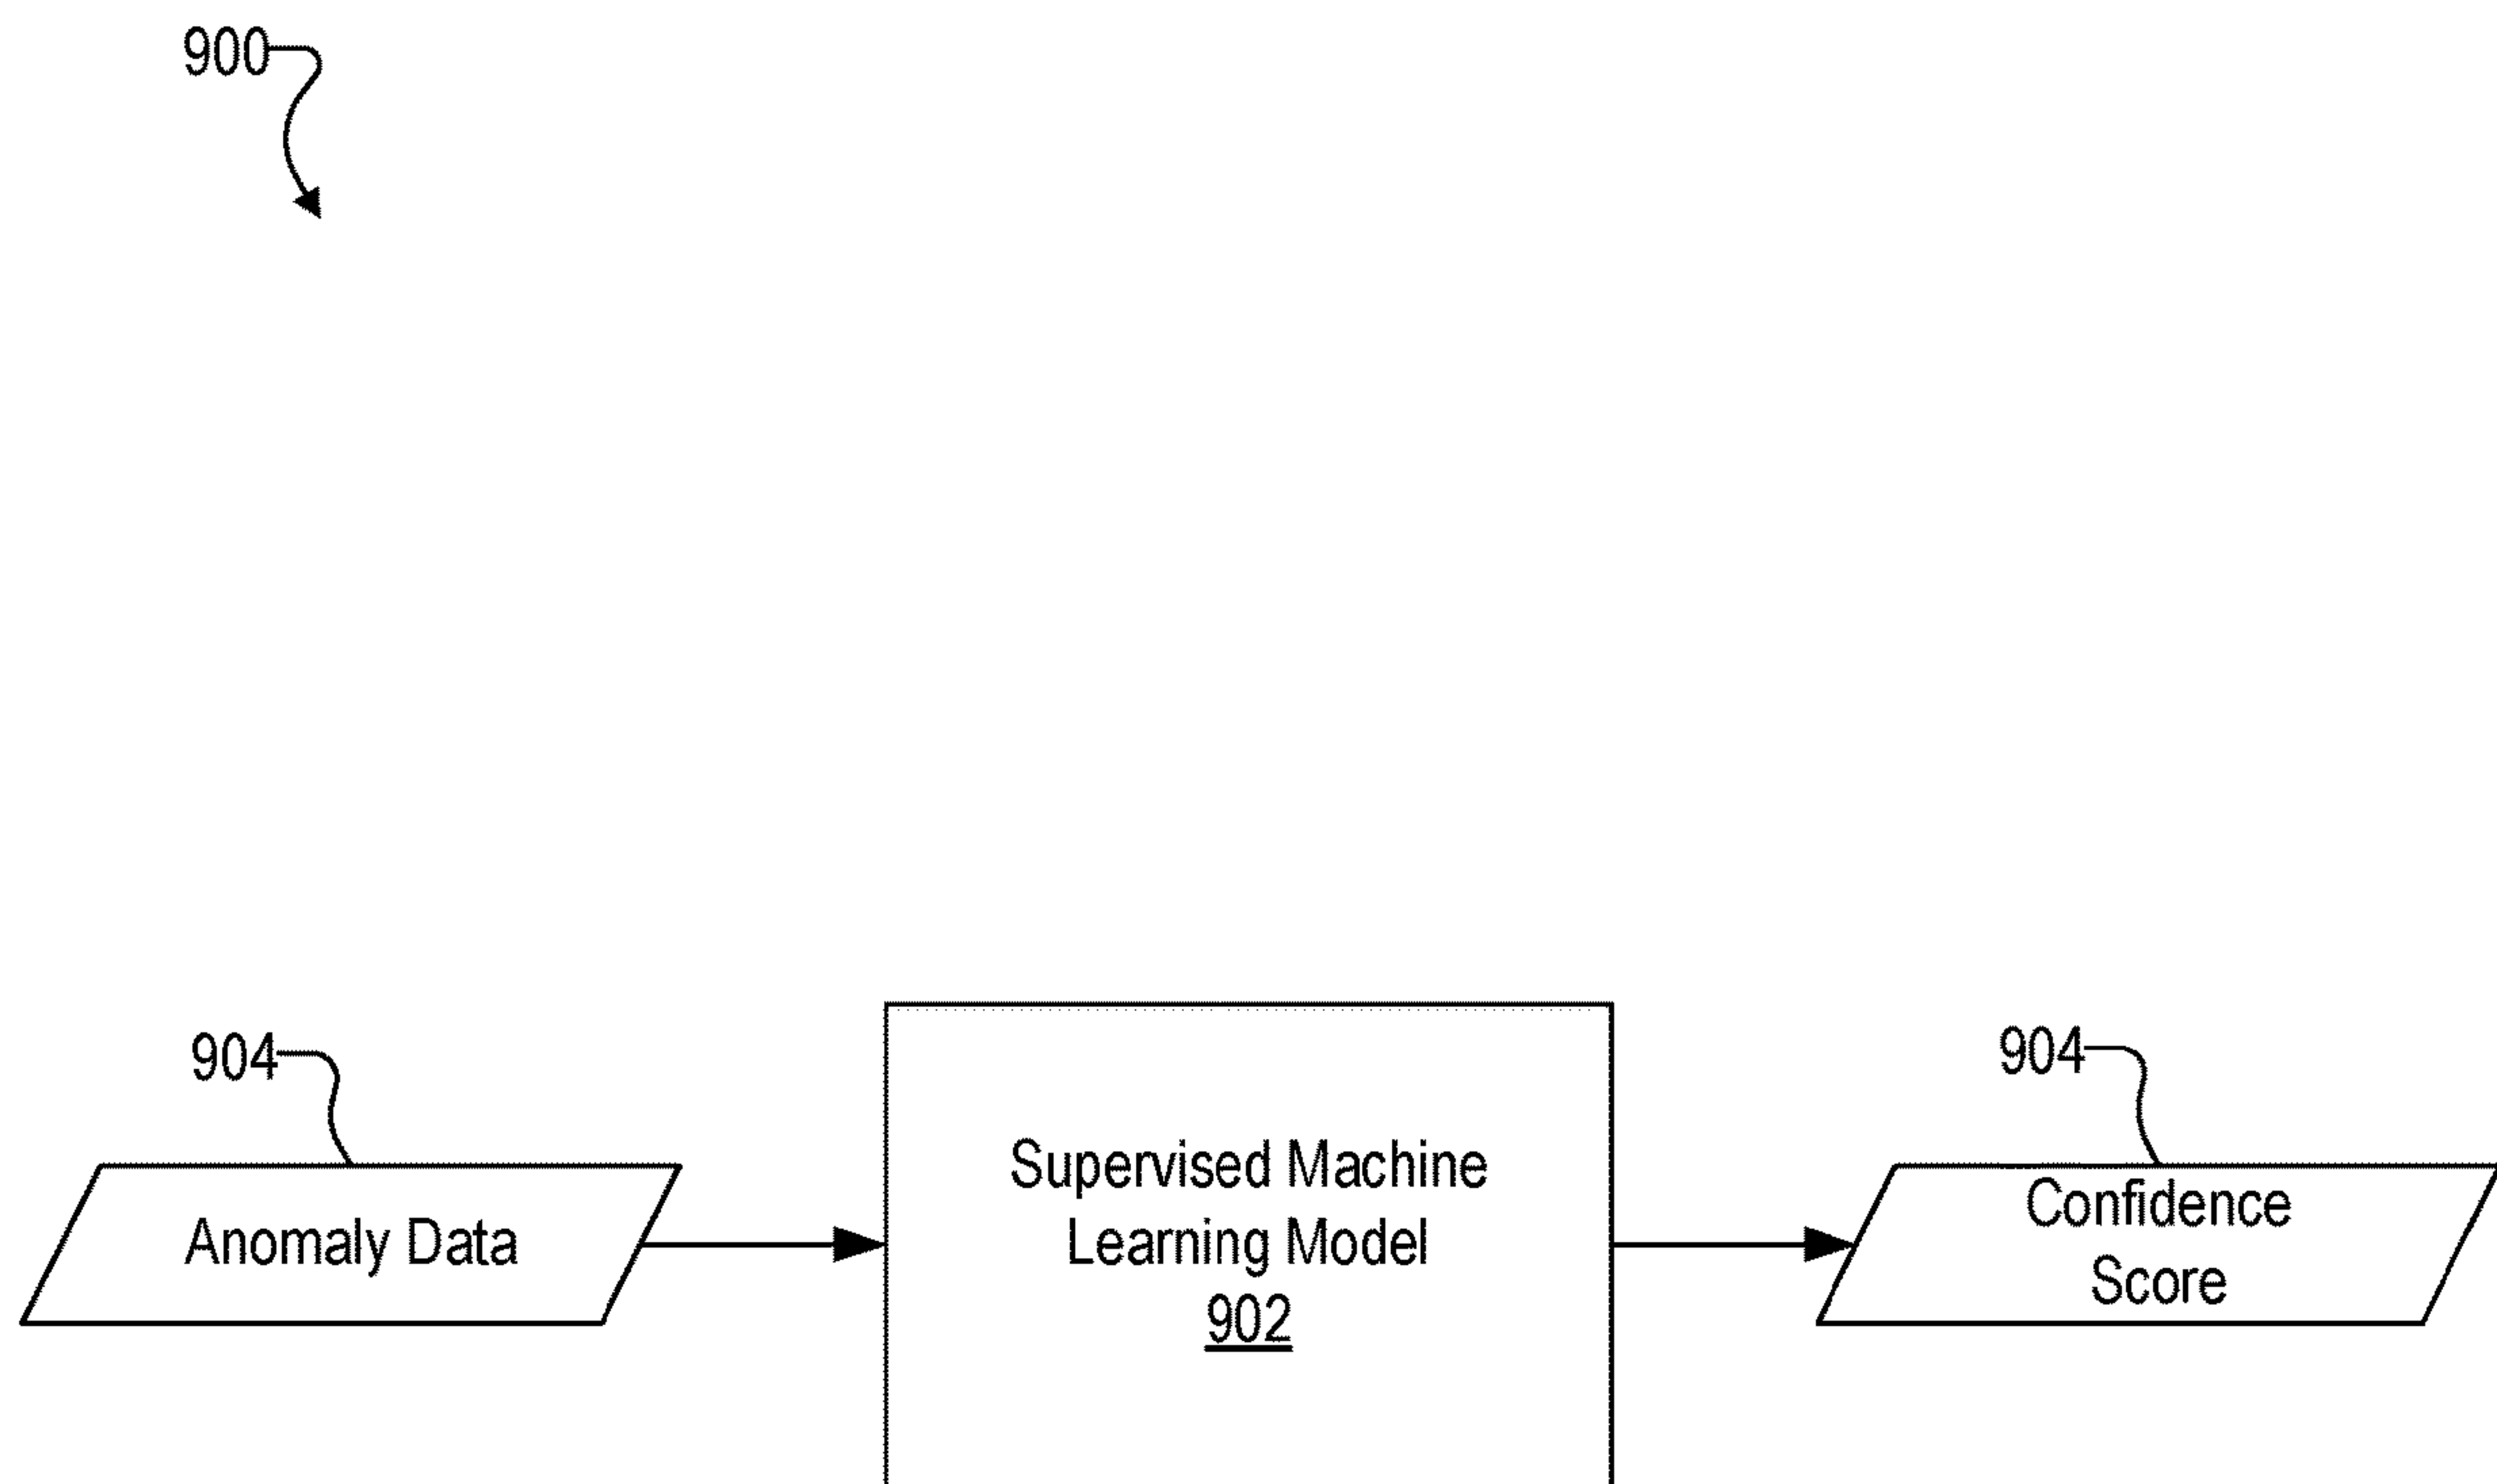 900
904
Anomaly Data
Supervised Machine
Learning Model
902
904
Confidence
Score